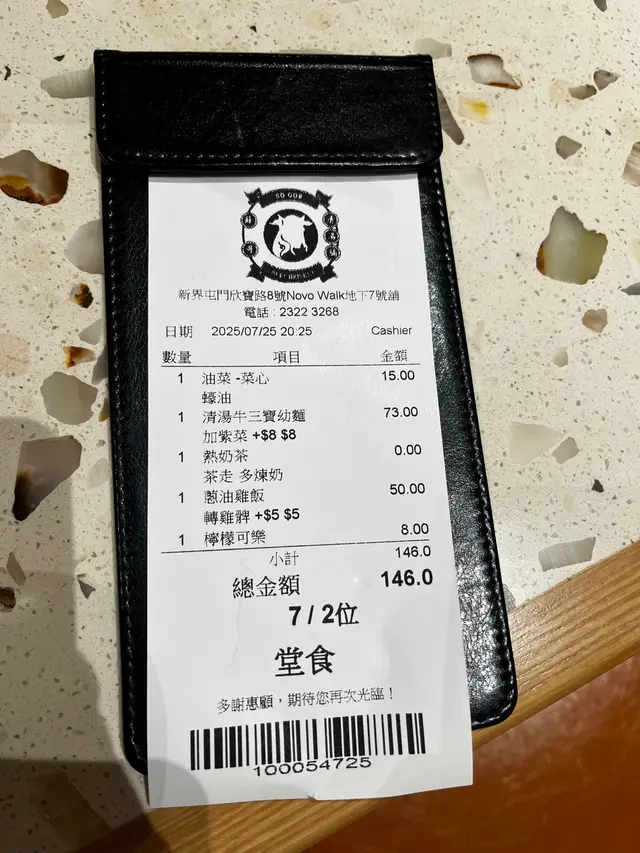 SO GOR
BEEF BRISKET
新界屯門欣寶路8號Novo Walk地下7號舖
電話 : 2322 3268
日期 2025/07/25 20:25 Cashier
數量 項目 金額
1 油菜 -菜心 15.00
蠔油
1 清湯牛三寶幼麵 73.00
加紫菜 +$8 $8
1 熱奶茶 0.00
茶走 多煉奶
1 蔥油雞飯 50.00
轉雞髀 +$5 $5
1 檸檬可樂 8.00
小計 146.0
總金額 146.0
7 / 2位
堂食
多謝惠顧，期待您再次光臨！
100054725